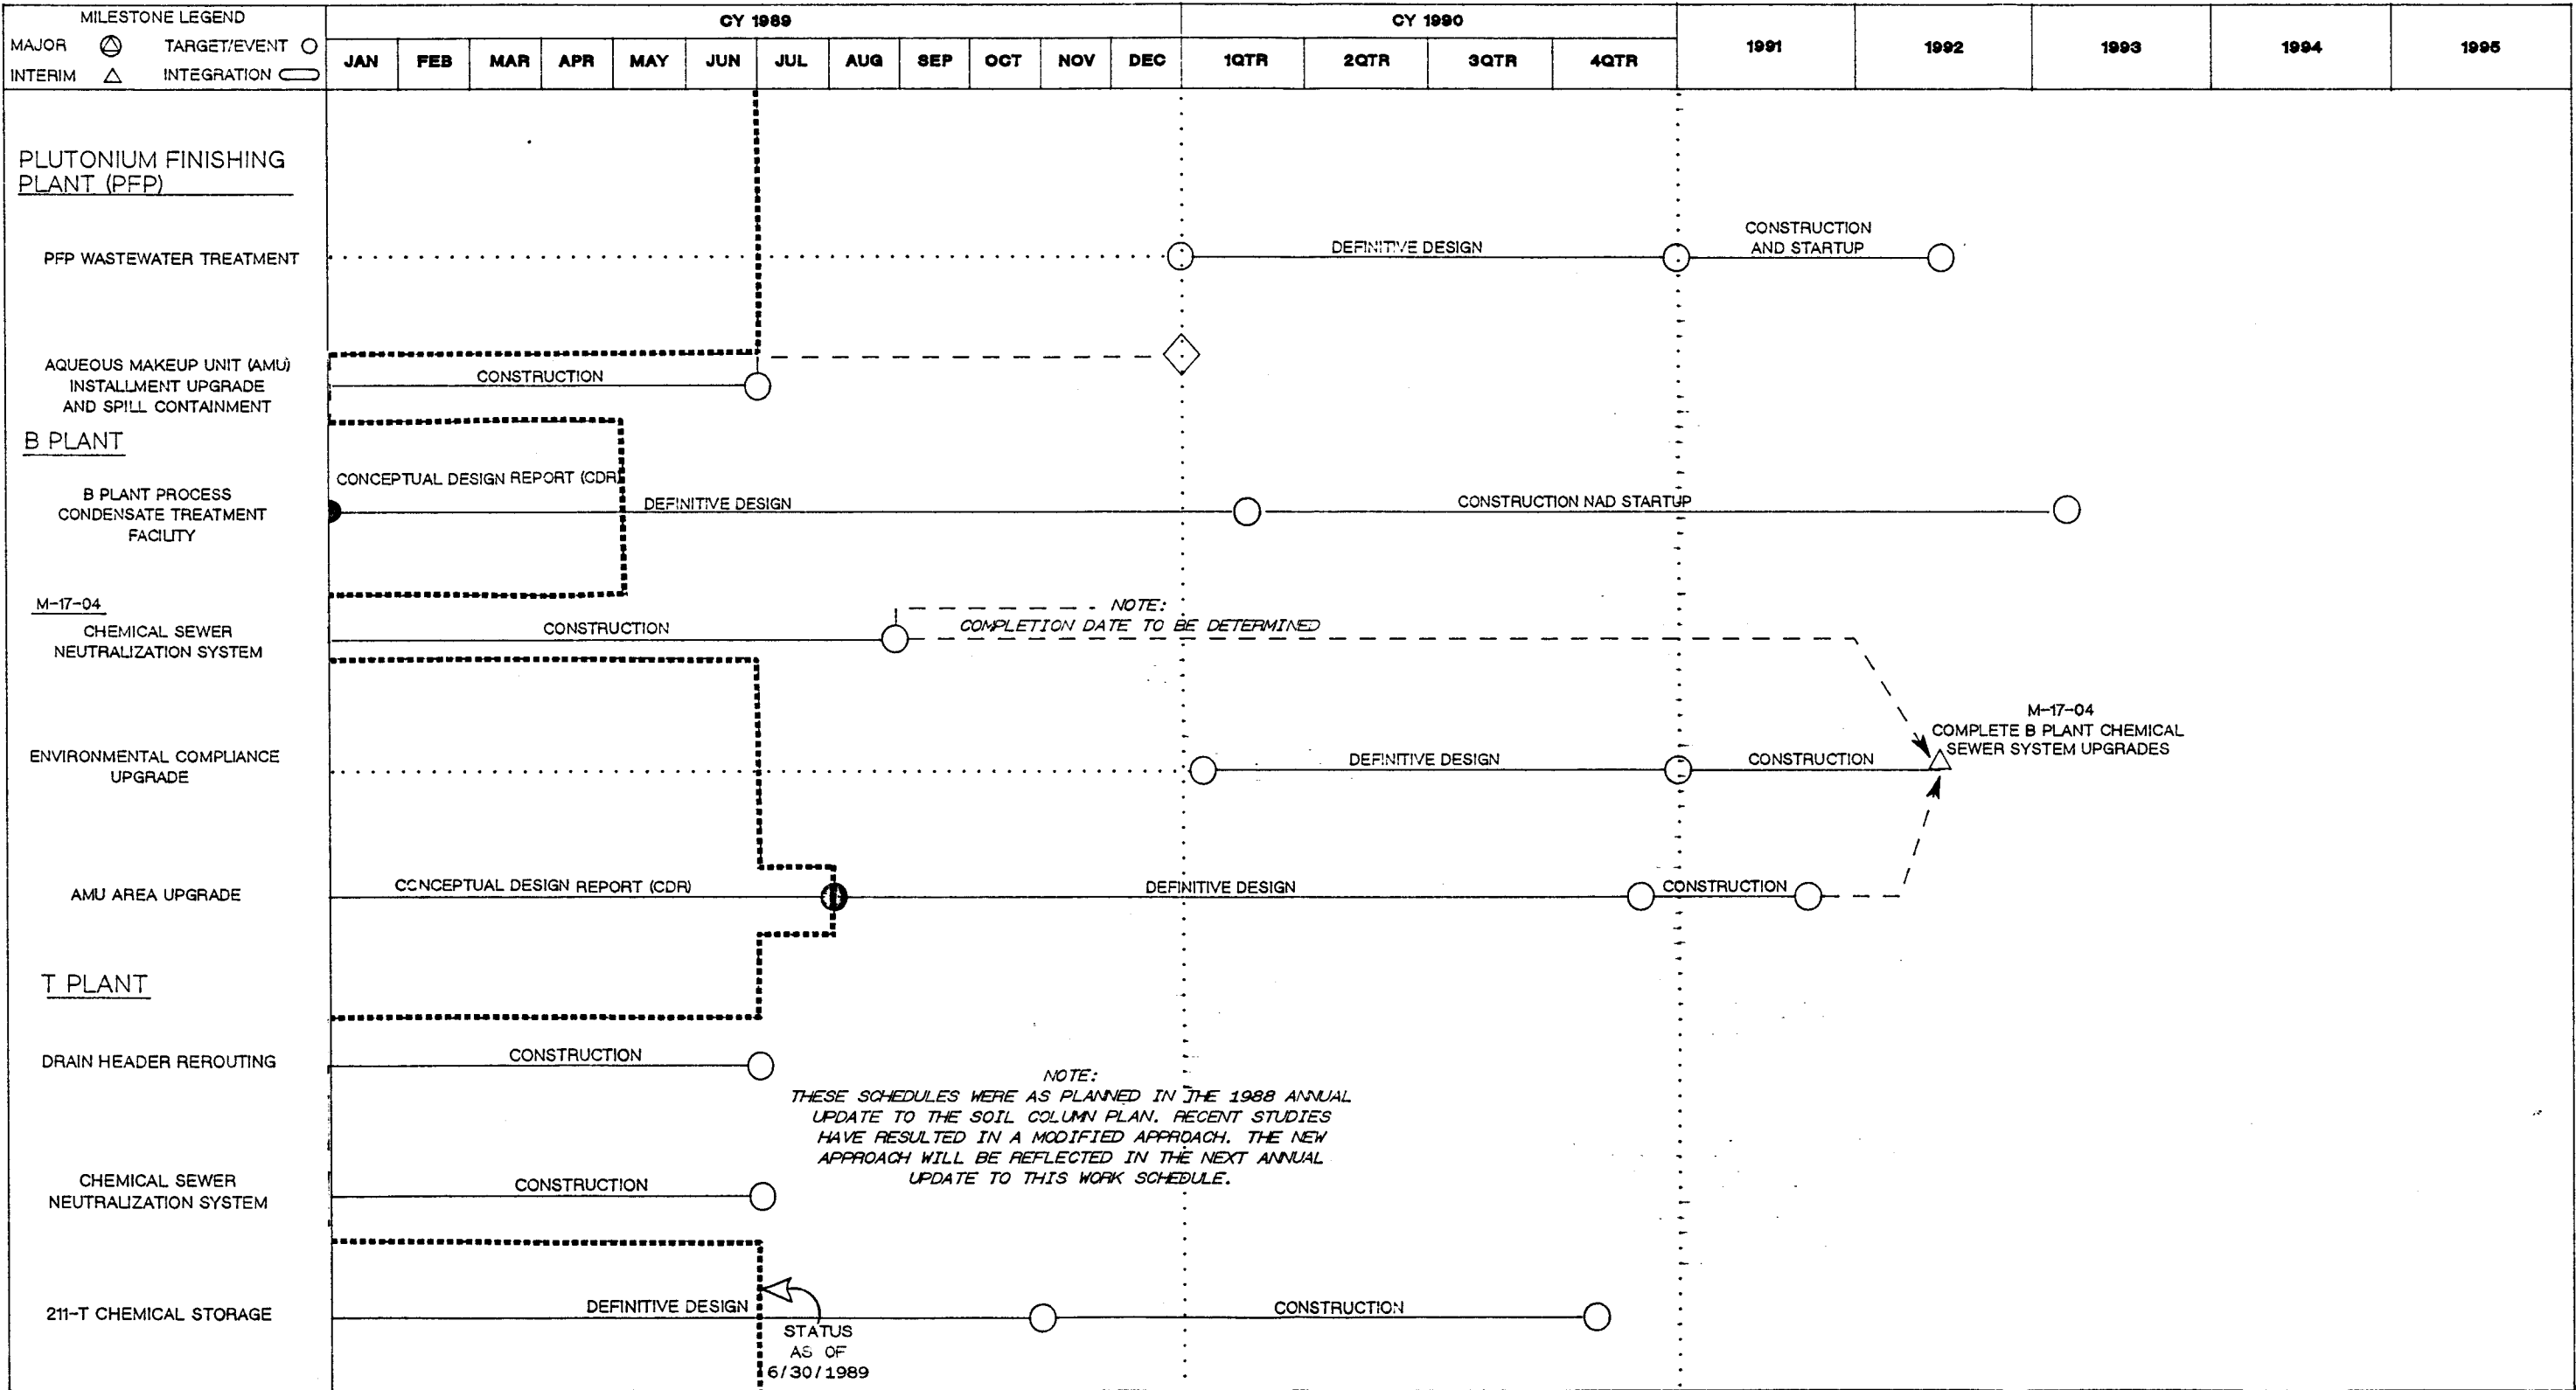 MILESTONE LEGEND
MAJOR TARGET/EVENT
INTERIM INTEGRATION
CY 1989
CY 1990
JAN FEB MAR APR MAY JUN JUL AUG SEP OCT NOV DEC 1QTR 2QTR 3QTR 4QTR 1991 1992 1993 1994 1995
PLUTONIUM FINISHING
PLANT (PFP)
PFP WASTEWATER TREATMENT
DEFINITIVE DESIGN
CONSTRUCTION
AND STARTUP
AQUEOUS MAKEUP UNIT (AMU)
INSTALLMENT UPGRADE
AND SPILL CONTAINMENT
CONSTRUCTION
B PLANT
B PLANT PROCESS
CONDENSATE TREATMENT
FACILITY
CONCEPTUAL DESIGN REPORT (CDR)
DEFINITIVE DESIGN
CONSTRUCTION NAD STARTUP
M-17-04
CHEMICAL SEWER
NEUTRALIZATION SYSTEM
CONSTRUCTION
NOTE:
COMPLETION DATE TO BE DETERMINED
M-17-04
COMPLETE B PLANT CHEMICAL
SEWER SYSTEM UPGRADES
ENVIRONMENTAL COMPLIANCE
UPGRADE
DEFINITIVE DESIGN
CONSTRUCTION
AMU AREA UPGRADE
CONCEPTUAL DESIGN REPORT (CDR)
DEFINITIVE DESIGN
CONSTRUCTION
T PLANT
DRAIN HEADER REROUTING
CONSTRUCTION
NOTE:
THESE SCHEDULES WERE AS PLANNED IN THE 1988 ANNUAL
UPDATE TO THE SOIL COLUMN PLAN. RECENT STUDIES
HAVE RESULTED IN A MODIFIED APPROACH. THE NEW
APPROACH WILL BE REFLECTED IN THE NEXT ANNUAL
UPDATE TO THIS WORK SCHEDULE.
CHEMICAL SEWER
NEUTRALIZATION SYSTEM
CONSTRUCTION
211-T CHEMICAL STORAGE
DEFINITIVE DESIGN
CONSTRUCTION
STATUS
AS OF
6/30/1989